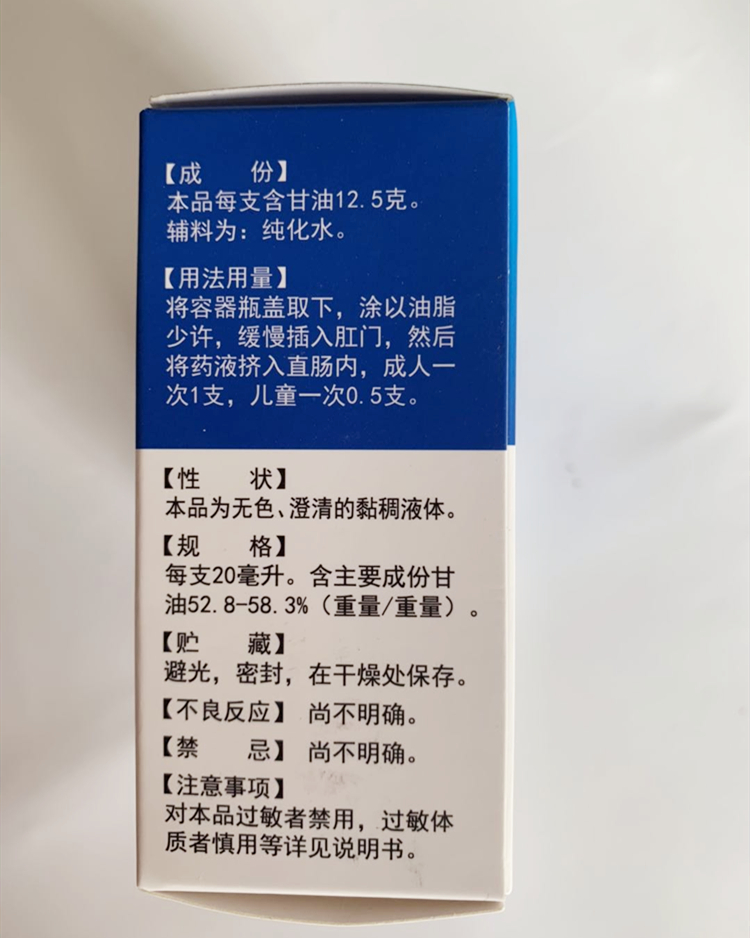 【成　　份】
本品每支含甘油12.5克。
辅料为：纯化水。
【用法用量】
将容器瓶盖取下，涂以油脂
少许，缓慢插入肛门，然后
将药液挤入直肠内，成人一
次1支，儿童一次0.5支。
【性　　状】
本品为无色、澄清的黏稠液体。
【规　　格】
每支20毫升。含主要成份甘
油52.8-58.3%（重量/重量）。
【贮　　藏】
避光，密封，在干燥处保存。
【不良反应】 尚不明确。
【禁　　忌】 尚不明确。
【注意事项】
对本品过敏者禁用，过敏体
质者慎用等详见说明书。